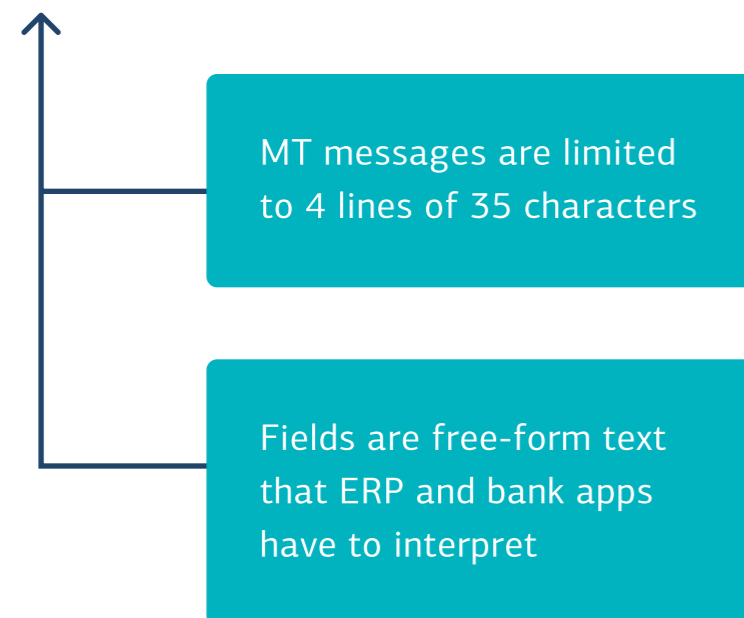 MT messages are limited
to 4 lines of 35 characters
Fields are free-form text
that ERP and bank apps
have to interpret